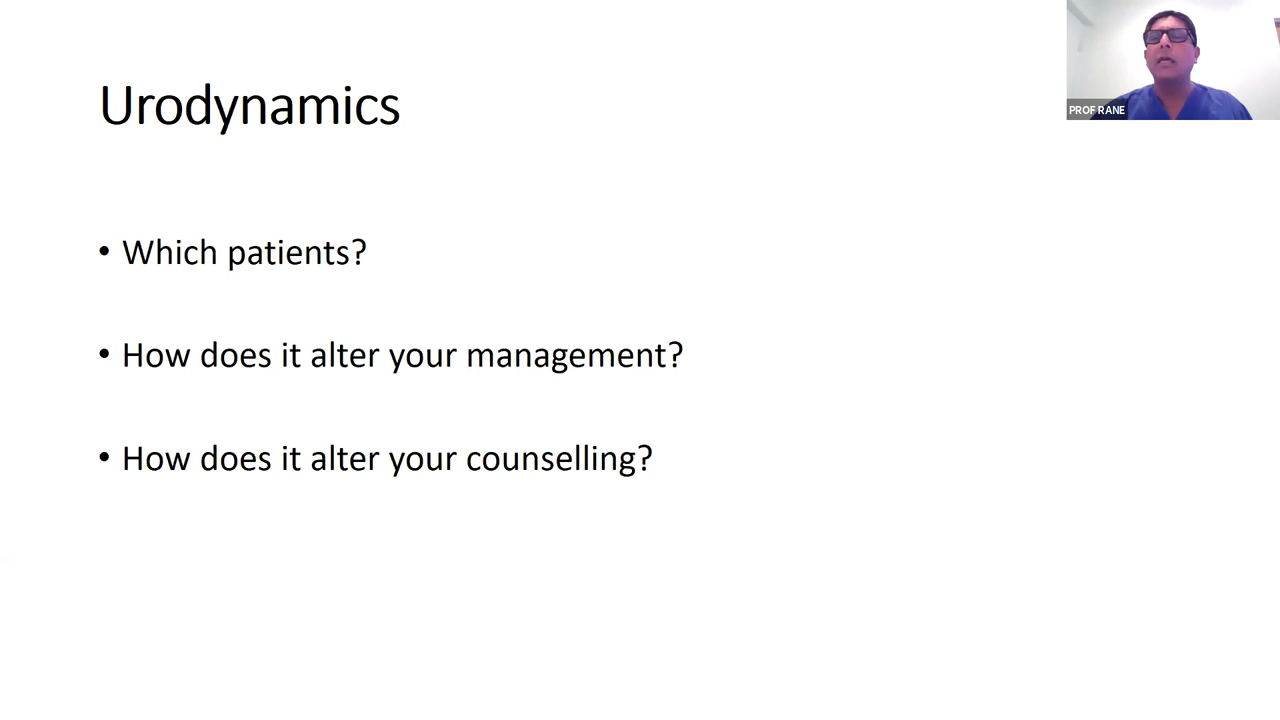 Urodynamics
PROF RANE
• Which patients?
• How does it alter your management?
• How does it alter your counselling?